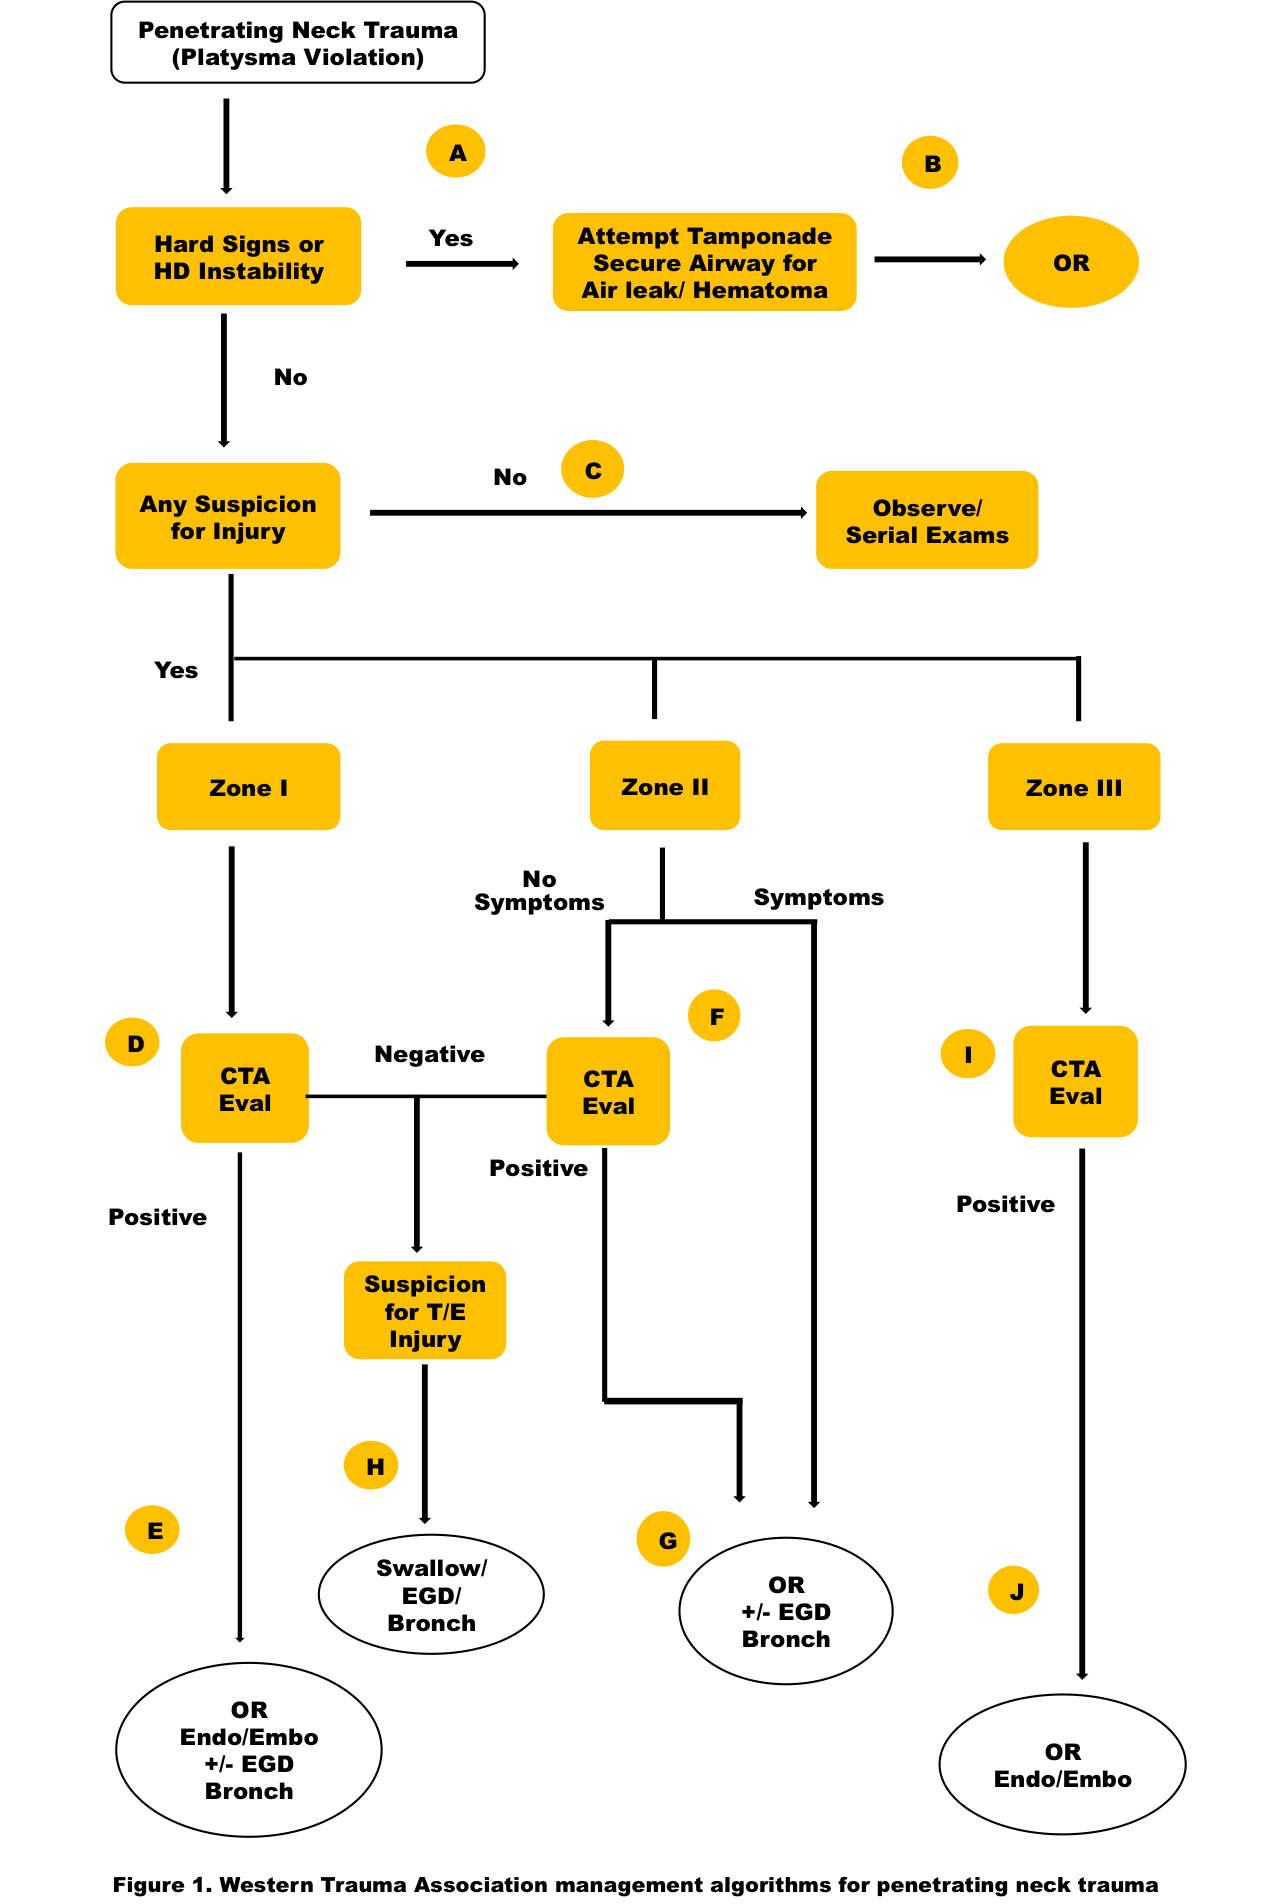 Penetrating Neck Trauma
(Platysma Violation)
A
B
Hard Signs or
HD Instability
Yes
Attempt Tamponade
Secure Airway for
Air leak/ Hematoma
OR
No
Any Suspicion
for Injury
No
C
Observe/
Serial Exams
Yes
Zone I
Zone II
Zone III
No
Symptoms
Symptoms
D
CTA
Eval
Negative
F
CTA
Eval
I
CTA
Eval
Positive
Positive
Positive
Suspicion
for T/E
Injury
H
E
Swallow/
EGD/
Bronch
G
OR
+/- EGD
Bronch
J
OR
Endo/Embo
+/- EGD
Bronch
OR
Endo/Embo
Figure 1. Western Trauma Association management algorithms for penetrating neck trauma